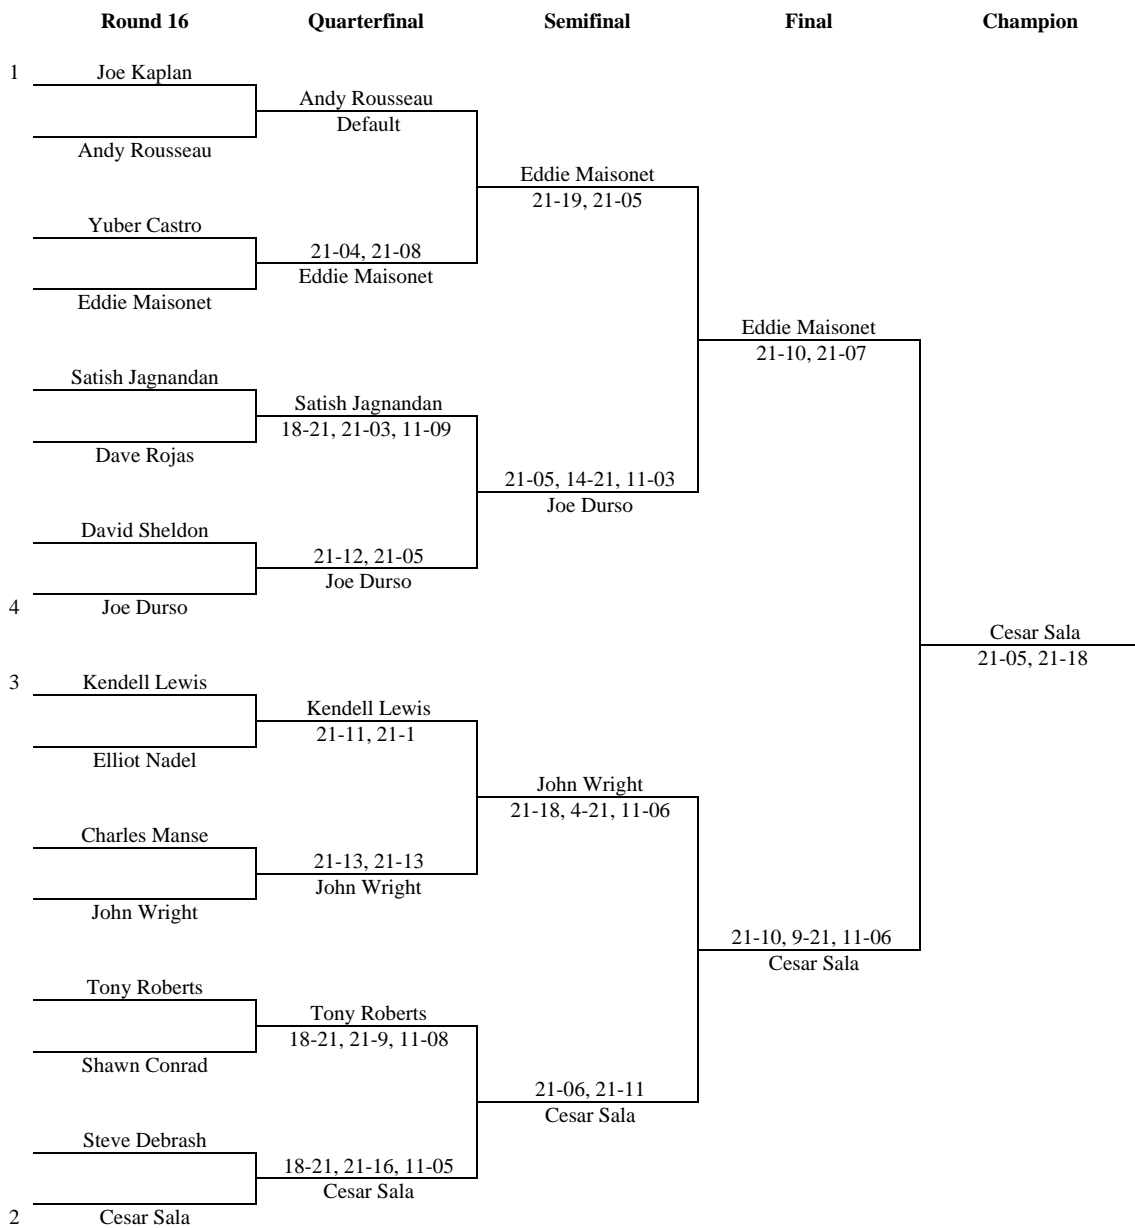 Round 16 Quarterfinal Semifinal Final Champion
1 Joe Kaplan
Andy Rousseau
Default
Andy Rousseau
Eddie Maisonet
21-19, 21-05
Yuber Castro
21-04, 21-08
Eddie Maisonet
Eddie Maisonet
Eddie Maisonet
21-10, 21-07
Satish Jagnandan
Satish Jagnandan
18-21, 21-03, 11-09
Dave Rojas
21-05, 14-21, 11-03
Joe Durso
David Sheldon
21-12, 21-05
Joe Durso
4 Joe Durso
Cesar Sala
21-05, 21-18
3 Kendell Lewis
Kendell Lewis
21-11, 21-1
Elliot Nadel
John Wright
21-18, 4-21, 11-06
Charles Manse
21-13, 21-13
John Wright
John Wright
21-10, 9-21, 11-06
Cesar Sala
Tony Roberts
Tony Roberts
18-21, 21-9, 11-08
Shawn Conrad
21-06, 21-11
Cesar Sala
Steve Debrash
18-21, 21-16, 11-05
Cesar Sala
2 Cesar Sala